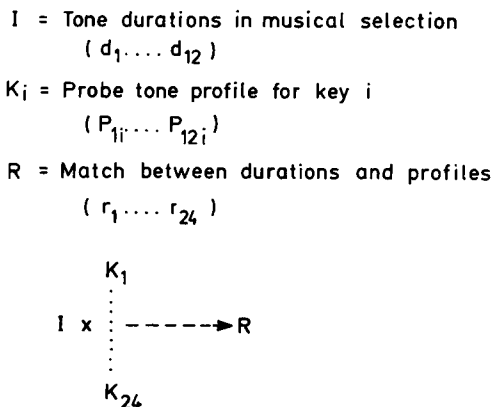 I = Tone durations in musical selection
( d1.... d12 )
Ki = Probe tone profile for key i
( P1i.... P12i )
R = Match between durations and profiles
( r1.... r24 )
K1
I x R
K24